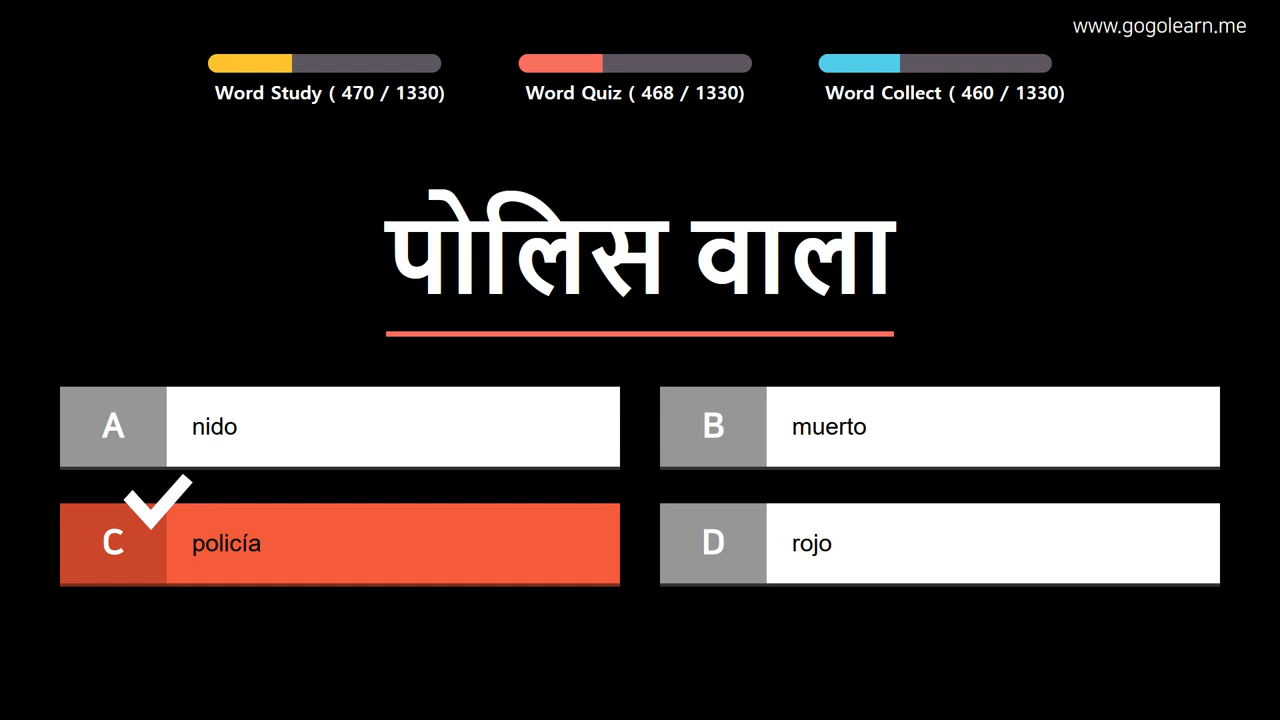 www.gogolearn.me
Word Study ( 470 / 1330)
Word Quiz ( 468 / 1330)
Word Collect ( 460 / 1330)
पोलिस वाला
A nido
B muerto
C policía
D rojo